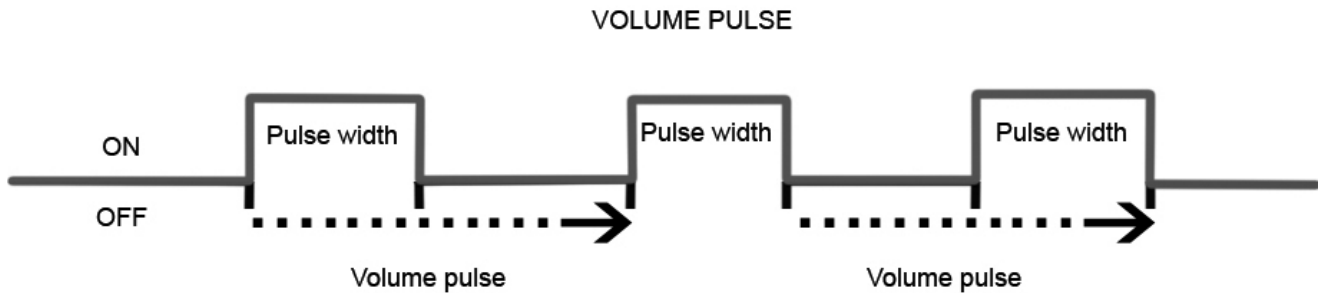 VOLUME PULSE
Pulse width
Pulse width
Pulse width
ON
OFF
Volume pulse
Volume pulse